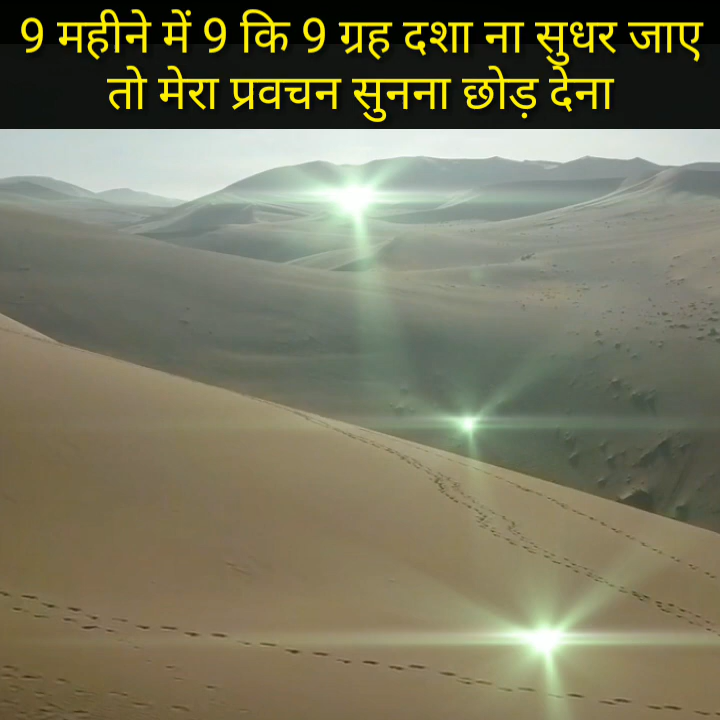 9 महीने में 9 कि 9 ग्रह दशा ना सुधर जाए
तो मेरा प्रवचन सुनना छोड़ देना